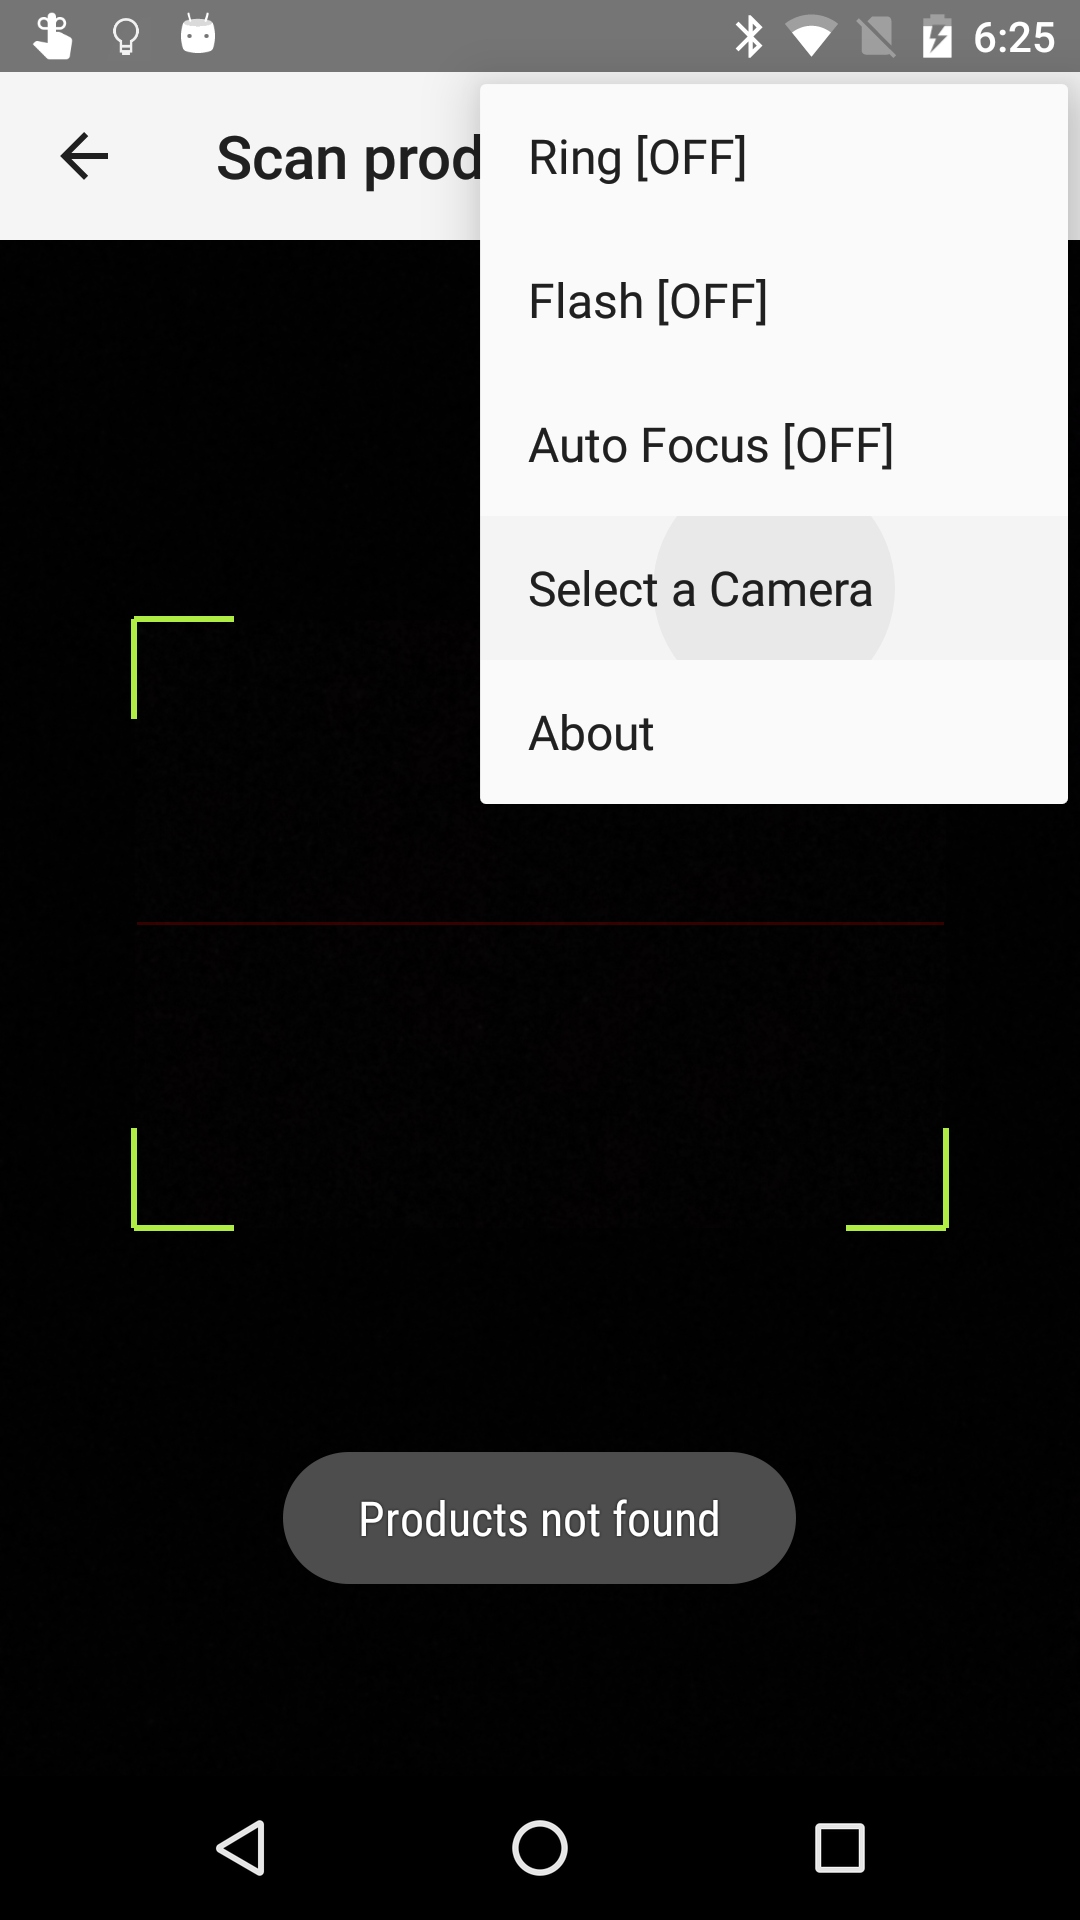 6:25
Scan prod
Ring [OFF]
Flash [OFF]
Auto Focus [OFF]
Select a Camera
About
Products not found